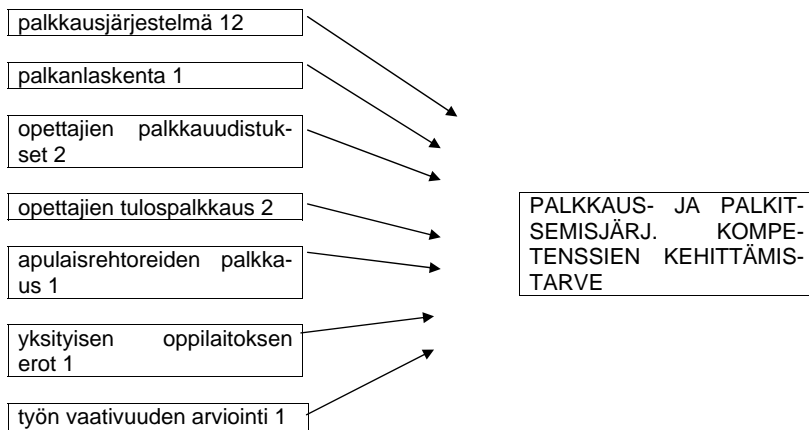 palkkausjärjestelmä 12
palkanlaskenta 1
opettajien palkkauudistuk-
set 2
opettajien tulospalkkaus 2
apulaisrehtoreiden palkka-
us 1
yksityisen oppilaitoksen
erot 1
työn vaativuuden arviointi 1
PALKKAUS- JA PALKIT-
SEMISJÄRJ. KOMPE-
TENSSIEN KEHITTÄMIS-
TARVE